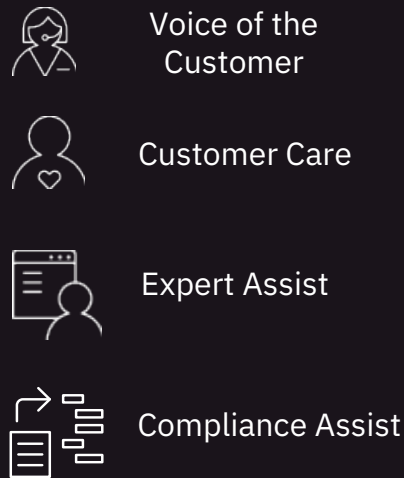 Voice of the
Customer
Customer Care
Expert Assist
Compliance Assist